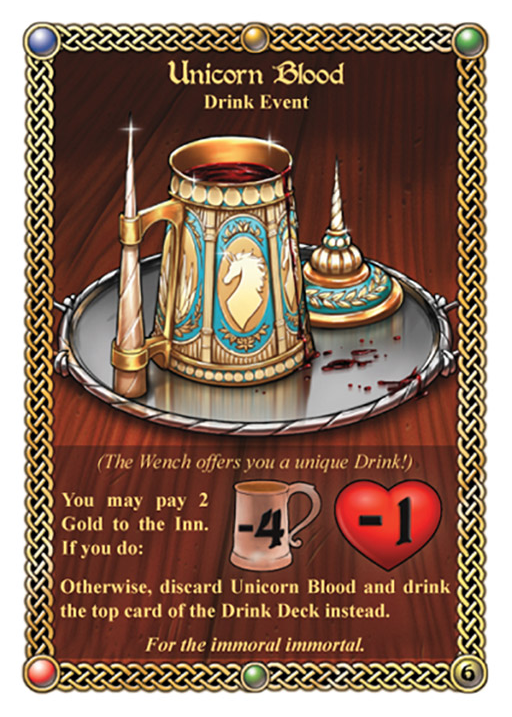 Unicorn Blood
Drink Event
(The Wench offers you a unique Drink!)
You may pay 2
Gold to the Inn.
If you do:
-4
-1
Otherwise, discard Unicorn Blood and drink
the top card of the Drink Deck instead.
For the immoral immortal.
6